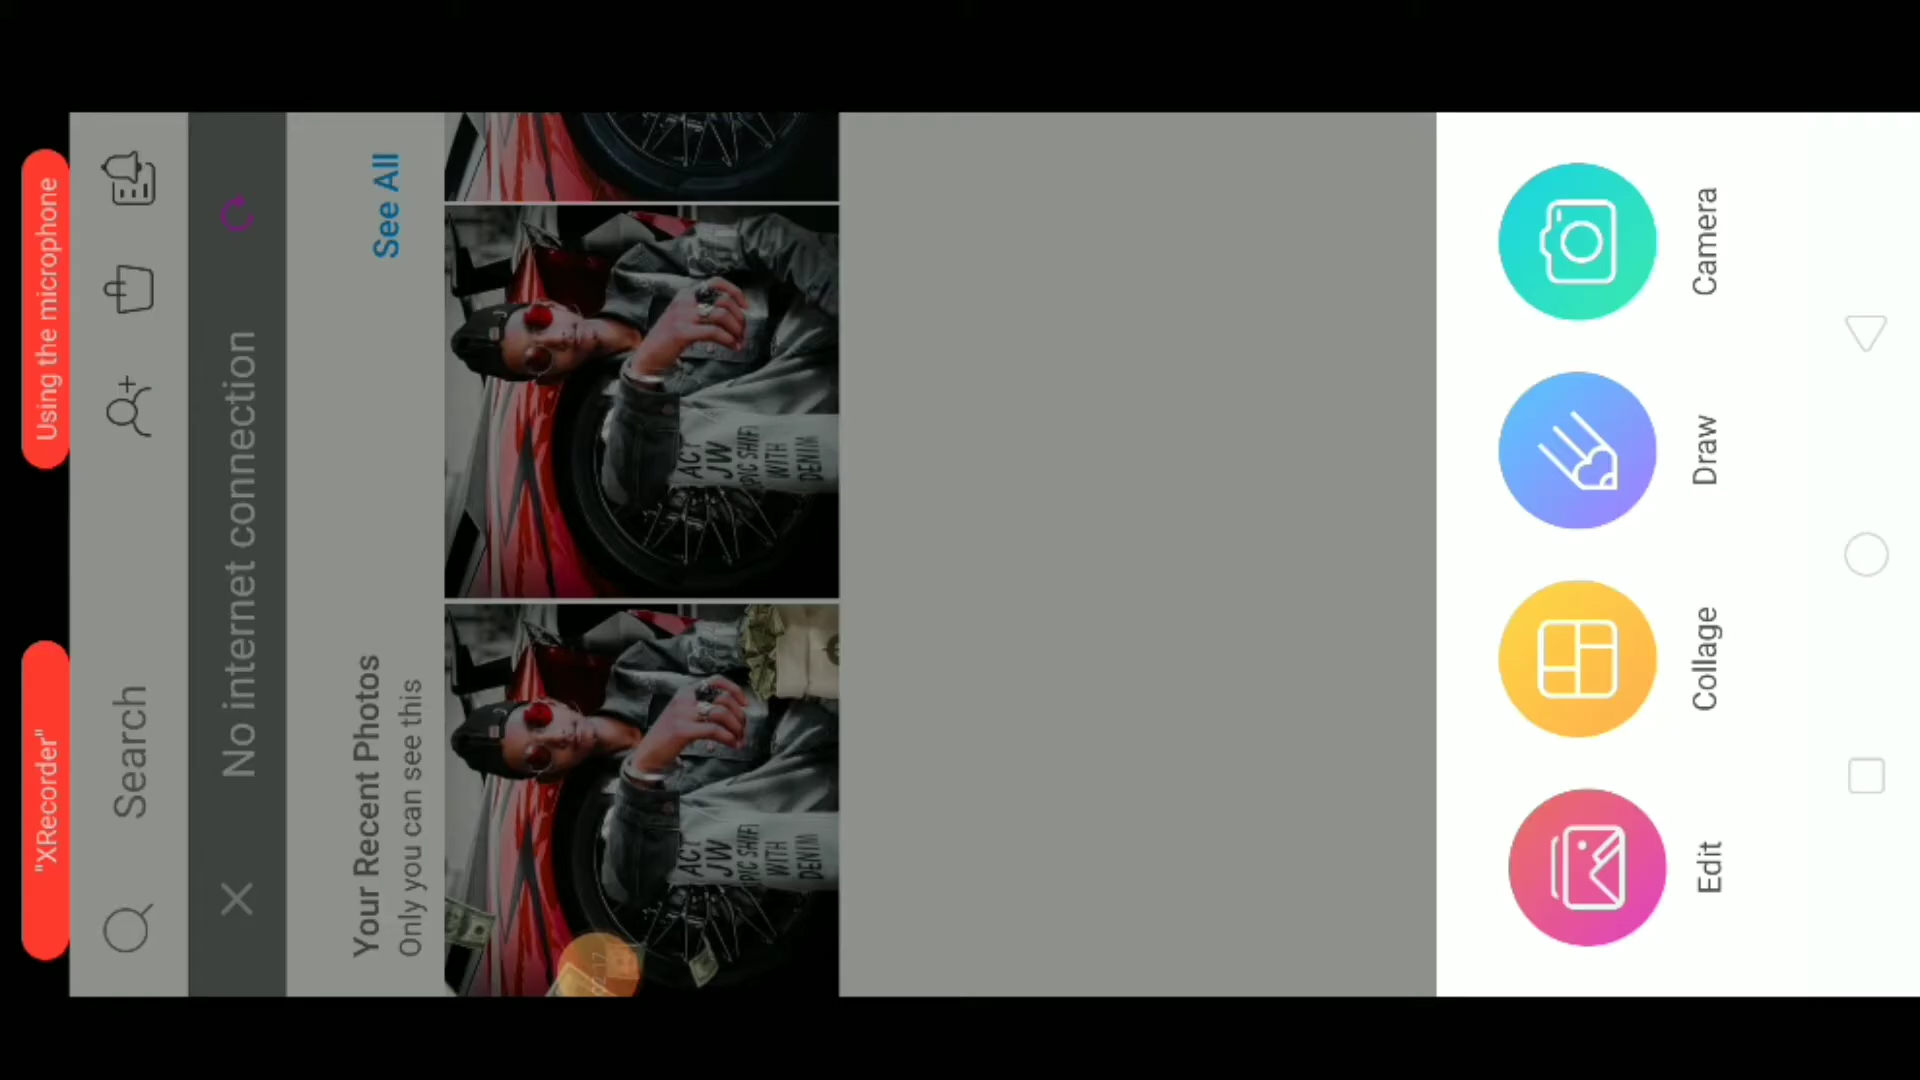 "XRecorder"
Using the microphone
Search
No internet connection
Your Recent Photos
Only you can see this
See All
ACT
JW
WITH
DENIM
ACT
JW
WITH
DENIM
Edit
Collage
Draw
Camera